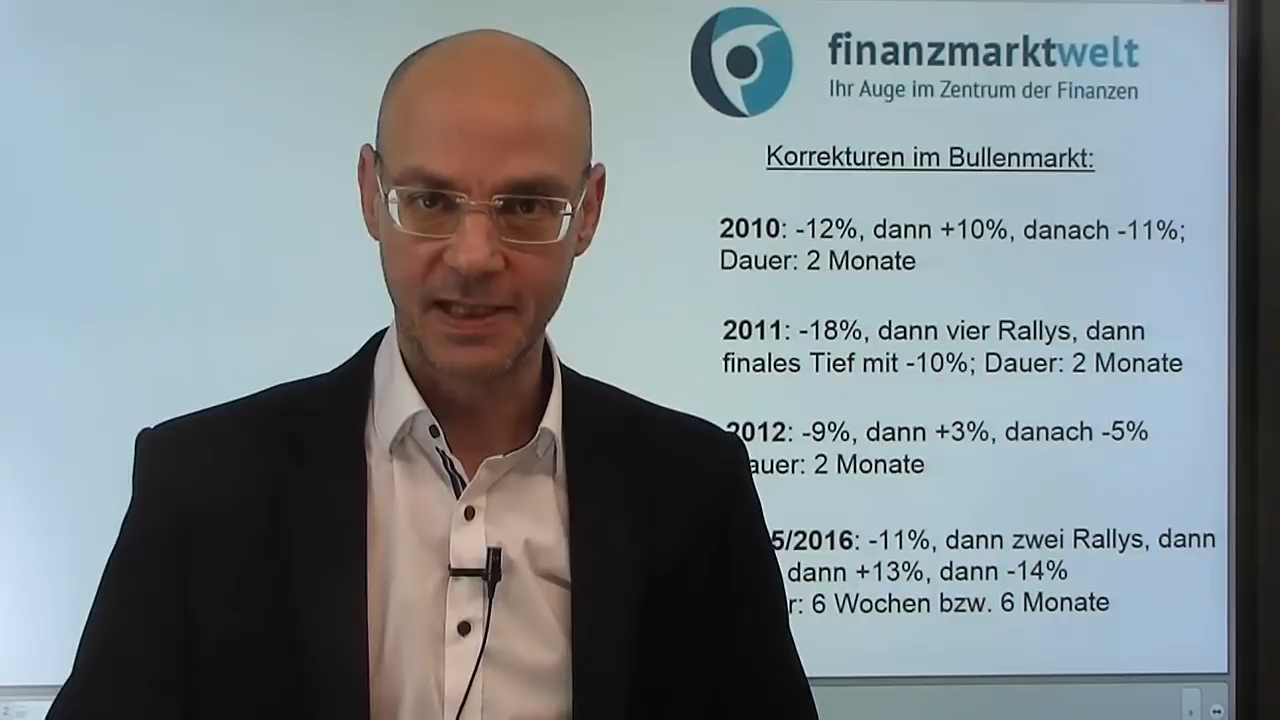 finanzmarktwelt
Ihr Auge im Zentrum der Finanzen
Korrekturen im Bullenmarkt:
2010: -12%, dann +10%, danach -11%;
Dauer: 2 Monate
2011: -18%, dann vier Rallys, dann
finales Tief mit -10%; Dauer: 2 Monate
2012: -9%, dann +3%, danach -5%
auer: 2 Monate
5/2016: -11%, dann zwei Rallys, dann
dann +13%, dann -14%
r: 6 Wochen bzw. 6 Monate